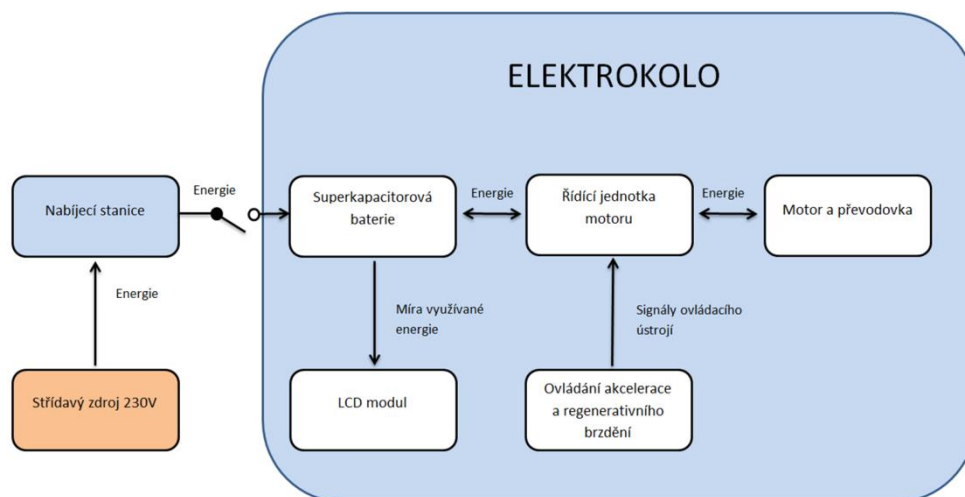 ELEKTROKOLO
Energie
Nabíjecí stanice
Superkapacitorová
baterie
Energie
Řídící jednotka
motoru
Energie
Motor a převodovka
Energie
Míra využívané
energie
Signály ovládacího
ústrojí
Střídavý zdroj 230V
LCD modul
Ovládání akcelerace
a regenerativního
brzdění